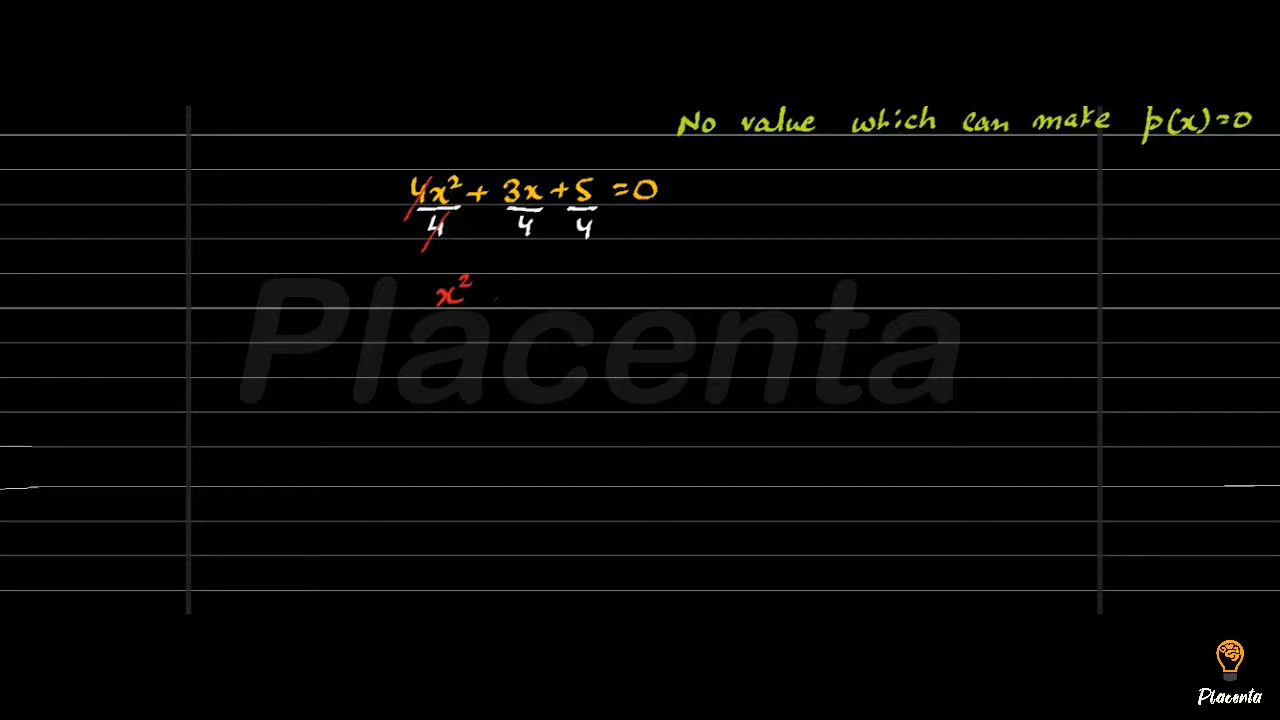 No value which can make p(x)=0
4x² + 3x + 5 = 0
4 4 4
x²
Placenta
Placenta